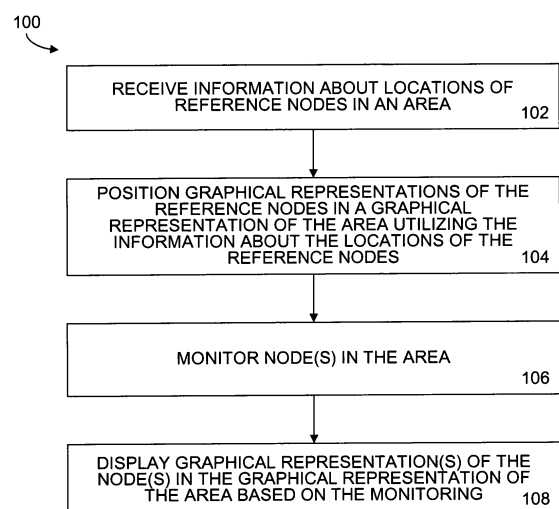 100
RECEIVE INFORMATION ABOUT LOCATIONS OF
REFERENCE NODES IN AN AREA
102
POSITION GRAPHICAL REPRESENTATIONS OF THE
REFERENCE NODES IN A GRAPHICAL
REPRESENTATION OF THE AREA UTILIZING THE
INFORMATION ABOUT THE LOCATIONS OF THE
REFERENCE NODES
104
MONITOR NODE(S) IN THE AREA
106
DISPLAY GRAPHICAL REPRESENTATION(S) OF THE
NODE(S) IN THE GRAPHICAL REPRESENTATION OF
THE AREA BASED ON THE MONITORING
108